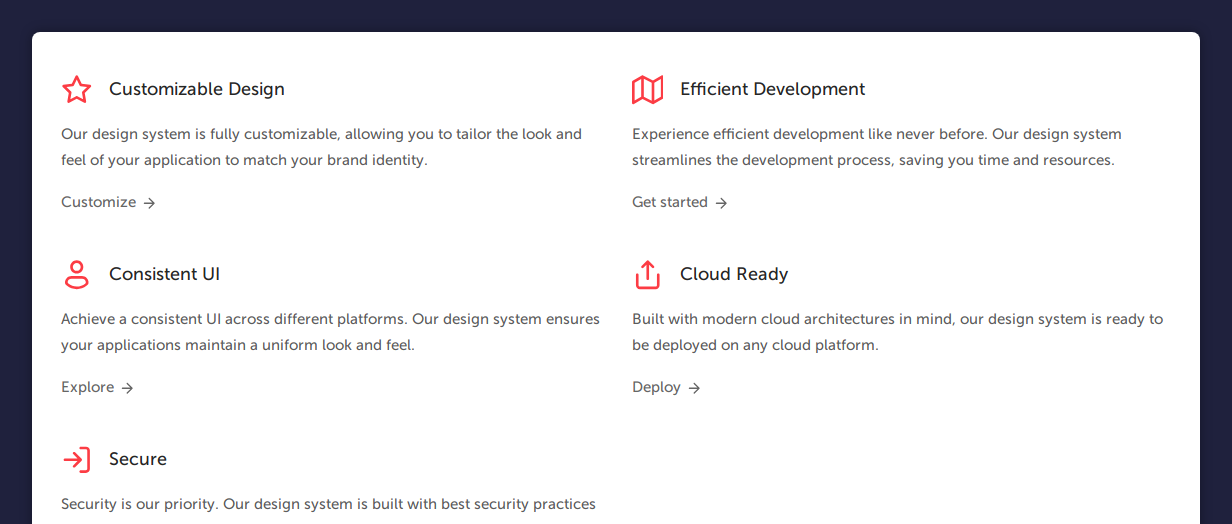 Customizable Design
Our design system is fully customizable, allowing you to tailor the look and
feel of your application to match your brand identity.
Customize
Efficient Development
Experience efficient development like never before. Our design system
streamlines the development process, saving you time and resources.
Get started
Consistent UI
Achieve a consistent UI across different platforms. Our design system ensures
your applications maintain a uniform look and feel.
Explore
Cloud Ready
Built with modern cloud architectures in mind, our design system is ready to
be deployed on any cloud platform.
Deploy
Secure
Security is our priority. Our design system is built with best security practices